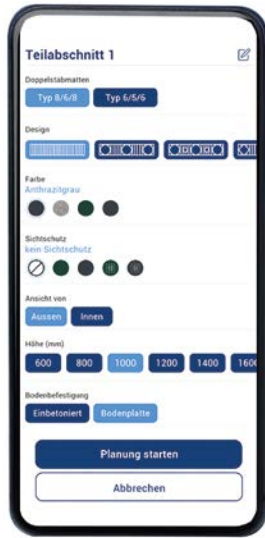 Teilabschnitt 1
Doppelstabmatten
Typ 8/6/8 Typ 6/5/6
Design
Farbe
Anthrazitgrau
Sichtschutz
kein Sichtschutz
Ansicht von
Aussen Innen
Höhe (mm)
600 800 1000 1200 1400 1600
Bodenbefestigung
Einbetoniert Bodenplatte
Planung starten
Abbrechen